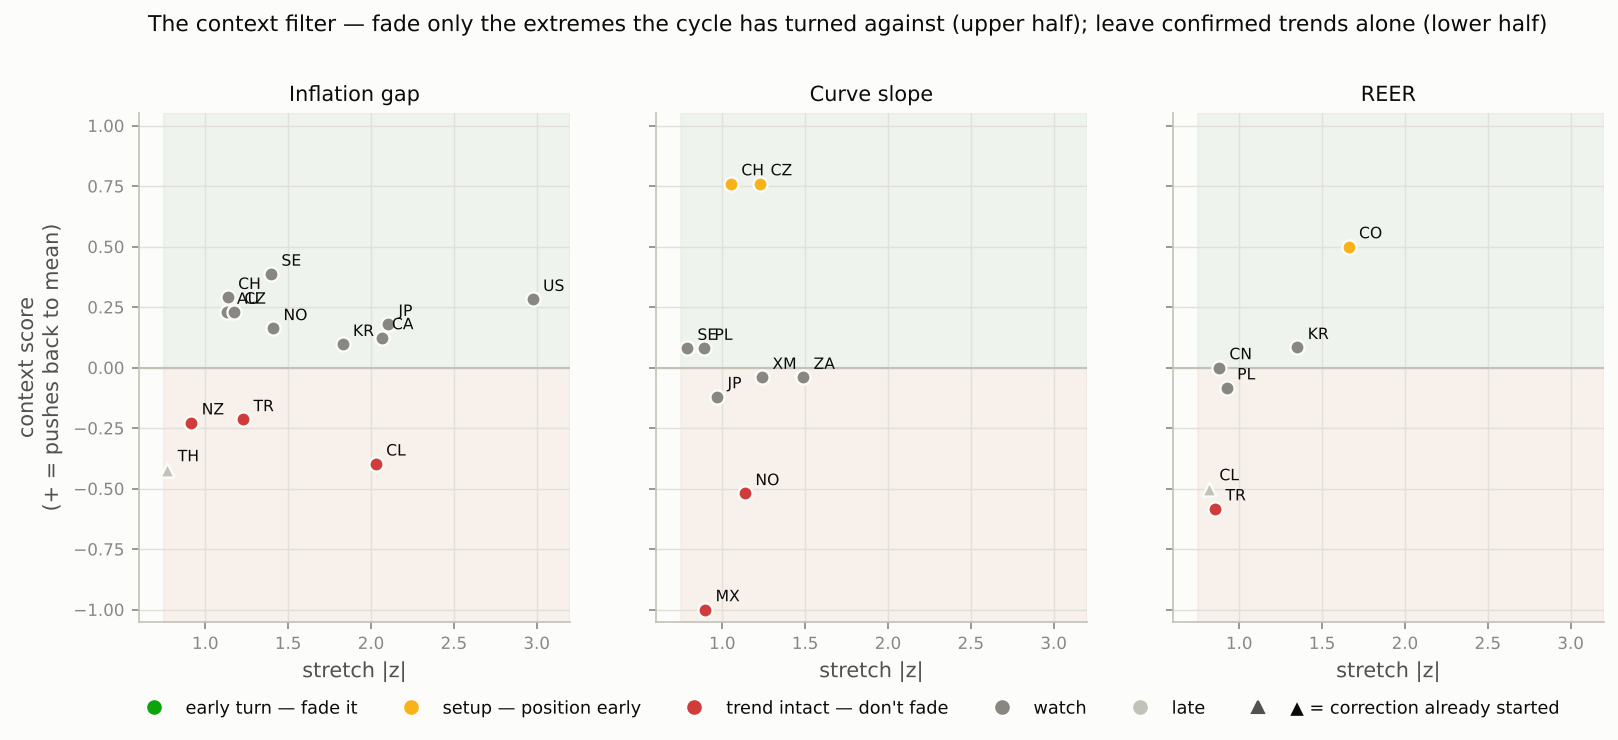 The context filter — fade only the extremes the cycle has turned against (upper half); leave confirmed trends alone (lower half)
Inflation gap
Curve slope
REER
context score
(+ = pushes back to mean)
1.00
0.75
0.50
0.25
0.00
−0.25
−0.50
−0.75
−1.00
SE
CH
AU
CZ
NO
US
JP
CA
KR
NZ
TR
TH
CL
CH
CZ
SE
PL
XM
ZA
JP
NO
MX
CO
KR
CN
PL
CL
TR
1.0 1.5 2.0 2.5 3.0
1.0 1.5 2.0 2.5 3.0
1.0 1.5 2.0 2.5 3.0
stretch |z|
stretch |z|
stretch |z|
early turn — fade it
setup — position early
trend intact — don't fade
watch
late
▲ = correction already started